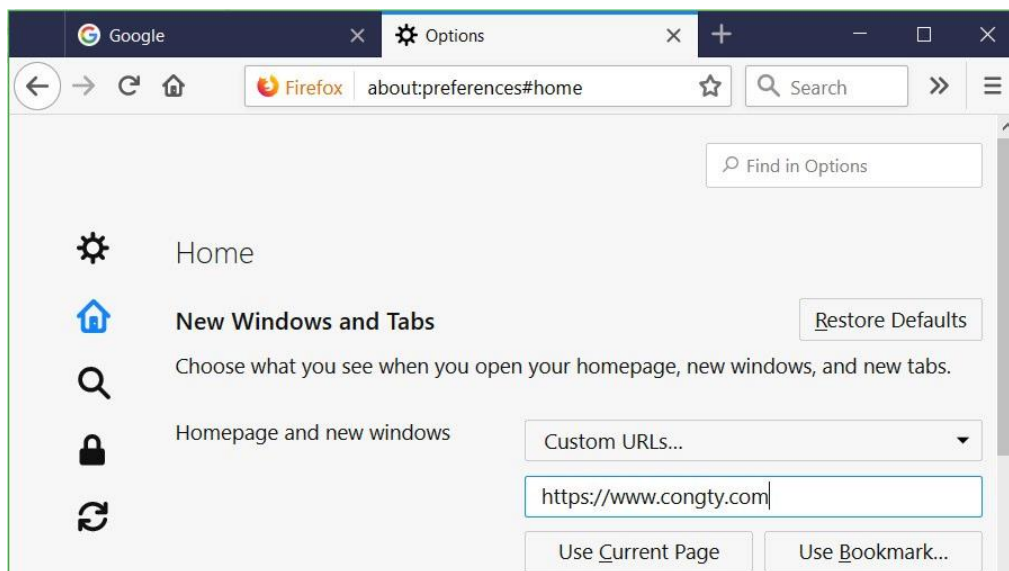 Google
Options
Firefox about:preferences#home Search
Find in Options
Home
New Windows and Tabs Restore Defaults
Choose what you see when you open your homepage, new windows, and new tabs.
Homepage and new windows Custom URLs...
https://www.congty.com
Use Current Page Use Bookmark...